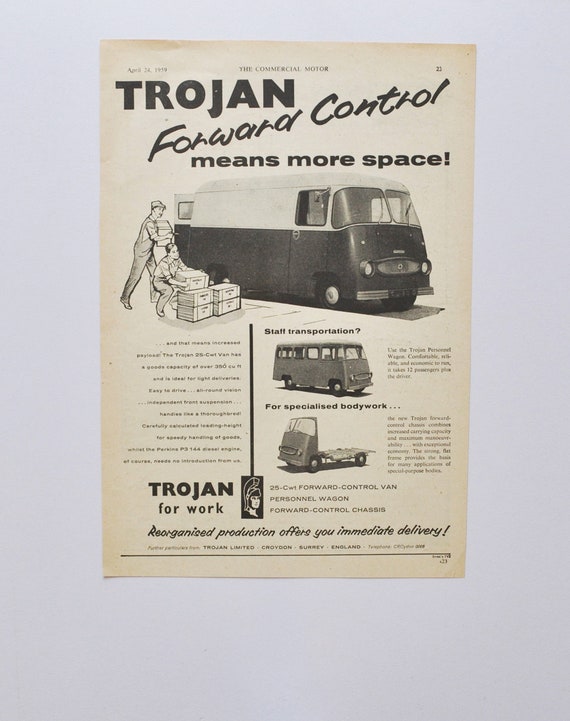 April 24, 1959 THE COMMERCIAL MOTOR 23
TROJAN
Forward Control
means more space!
. . . and that means increased
payload! The Trojan 25-Cwt Van has
a goods capacity of over 350 cu ft
and is ideal for light deliveries.
Easy to drive . . . all-round vision
. . . independent front suspension . . .
handles like a thoroughbred!
Carefully calculated loading-height
for speedy handling of goods,
whilst the Perkins P3 144 diesel engine,
of course, needs no introduction from us.
Staff transportation?
Use the Trojan Personnel
Wagon. Comfortable, reli-
able, and economic to run,
it takes 12 passengers plus
the driver.
For specialised bodywork . . .
the new Trojan forward-
control chassis combines
increased carrying capacity
and maximum manoeuvr-
ability . . . with exceptional
economy. The strong, flat
frame provides the basis
for many applications of
special-purpose bodies.
TROJAN
for work
25-Cwt FORWARD-CONTROL VAN
PERSONNEL WAGON
FORWARD-CONTROL CHASSIS
Reorganised production offers you immediate delivery!
Further particulars from: TROJAN LIMITED · CROYDON · SURREY · ENGLAND · Telephone: CROydon